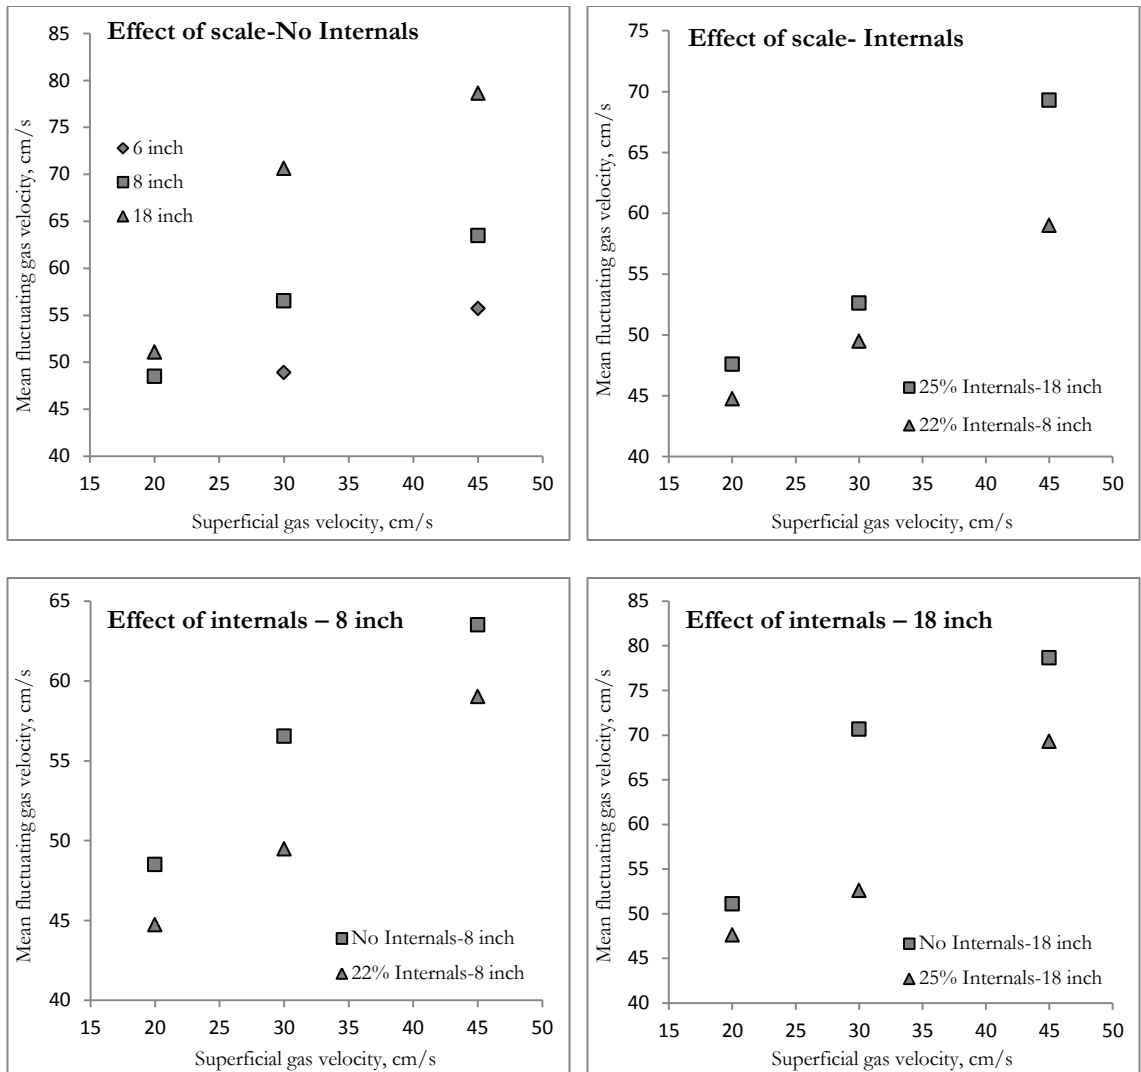 Effect of scale-No Internals
Mean fluctuating gas velocity, cm/s
85
80
75
70
65
60
55
50
45
40
6 inch
8 inch
18 inch
15 20 25 30 35 40 45 50
Superficial gas velocity, cm/s
Effect of scale- Internals
Mean fluctuating gas velocity, cm/s
75
70
65
60
55
50
45
40
25% Internals-18 inch
22% Internals-8 inch
15 20 25 30 35 40 45 50
Superficial gas velocity, cm/s
Effect of internals – 8 inch
Mean fluctuating gas velocity, cm/s
65
60
55
50
45
40
No Internals-8 inch
22% Internals-8 inch
15 20 25 30 35 40 45 50
Superficial gas velocity, cm/s
Effect of internals – 18 inch
Mean fluctuating gas velocity, cm/s
85
80
75
70
65
60
55
50
45
40
No Internals-18 inch
25% Internals-18 inch
15 20 25 30 35 40 45 50
Superficial gas velocity, cm/s